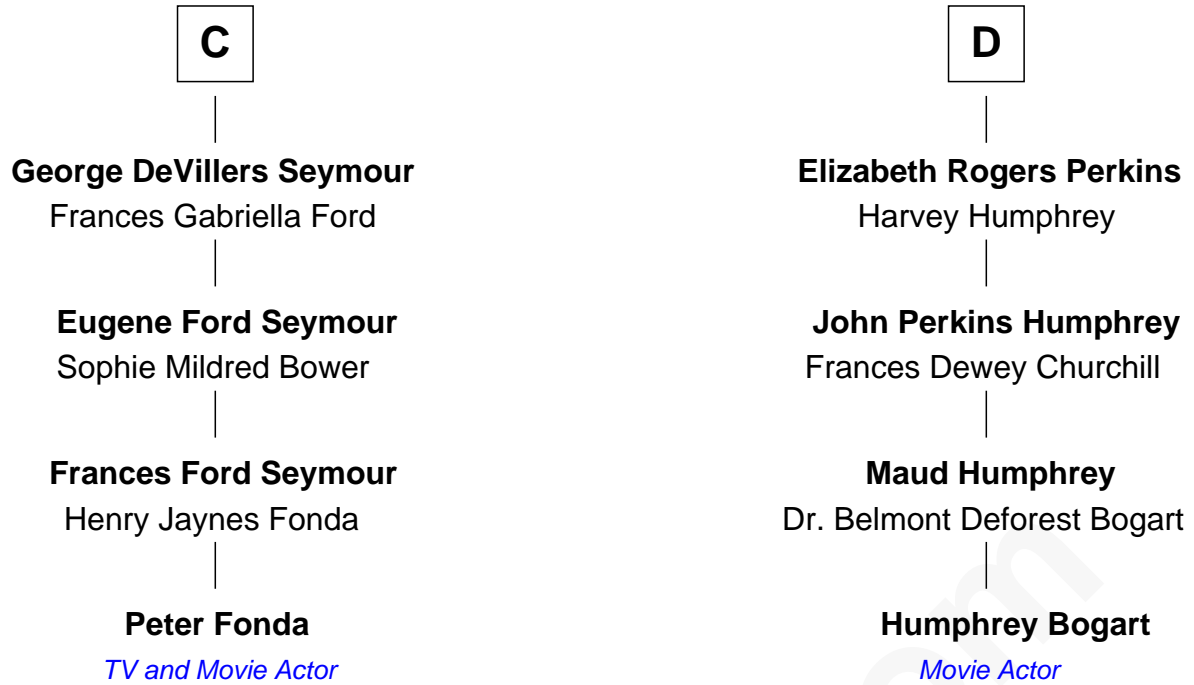 C
George DeVillers Seymour
Frances Gabriella Ford
Eugene Ford Seymour
Sophie Mildred Bower
Frances Ford Seymour
Henry Jaynes Fonda
Peter Fonda
TV and Movie Actor
D
Elizabeth Rogers Perkins
Harvey Humphrey
John Perkins Humphrey
Frances Dewey Churchill
Maud Humphrey
Dr. Belmont Deforest Bogart
Humphrey Bogart
Movie Actor